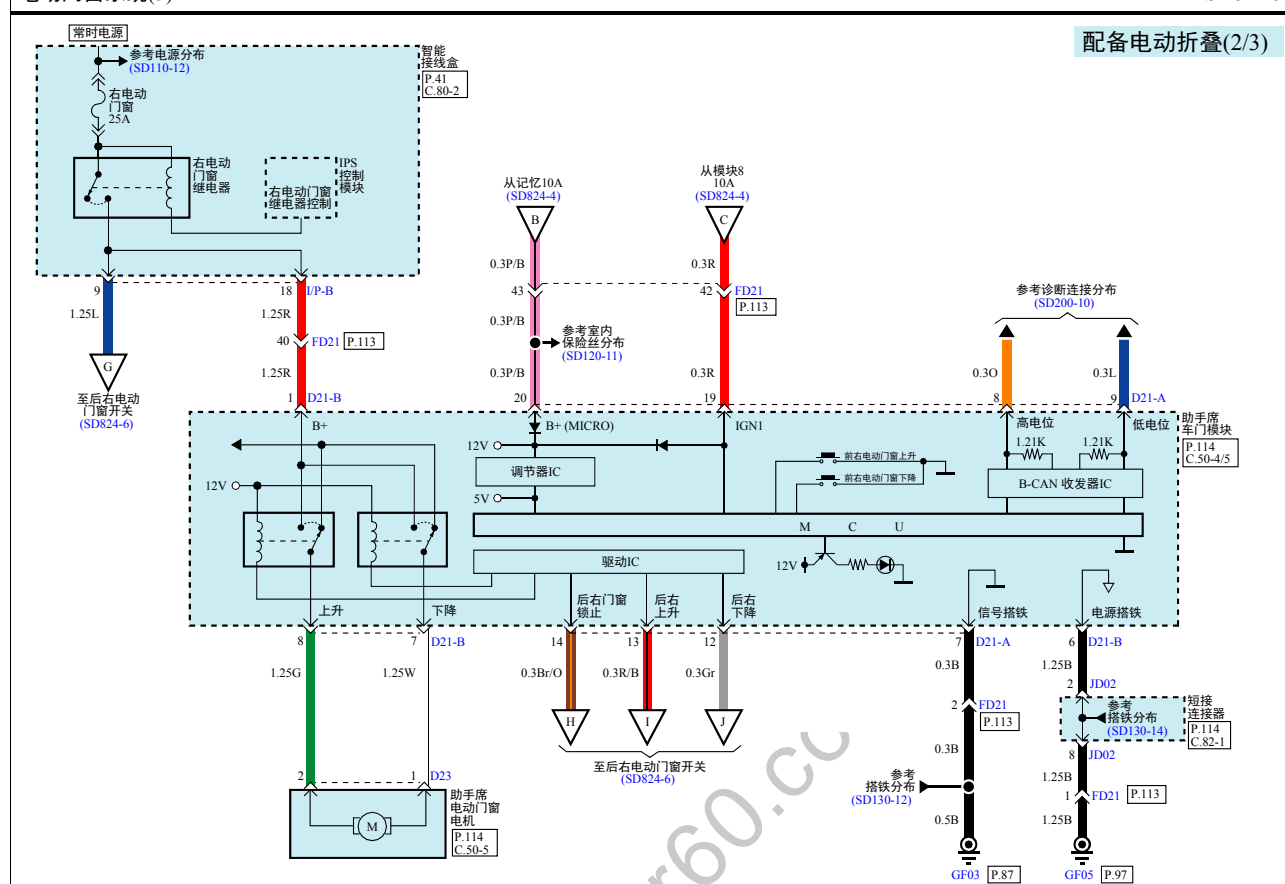 配备电动折叠(2/3)
常时电源
参考电源分布
(SD110-12)
智能
接线盒
P.41
C.80-2
右电动
门窗
25A
右电动
门窗
继电器
IPS
控制
模块
右电动门窗
继电器控制
9
18
I/P-B
1.25L
1.25R
40
FD21
P.113
1.25R
G
至后右电动
门窗开关
(SD824-6)
1
D21-B
从记忆10A
(SD824-4)
B
0.3P/B
43
0.3P/B
参考室内
保险丝分布
(SD120-11)
0.3P/B
20
从模块8
10A
(SD824-4)
C
0.3R
42
FD21
P.113
0.3R
19
参考诊断连接分布
(SD200-10)
0.3O
0.3L
8
9
D21-A
助手席
车门模块
P.114
C.50-4/5
B+
B+ (MICRO)
IGN1
高电位
低电位
12V
12V
调节器IC
5V
前右电动门窗上升
前右电动门窗下降
1.21K
1.21K
B-CAN 收发器IC
M C U
驱动IC
12V
上升
下降
后右门窗
锁止
后右
上升
后右
下降
信号搭铁
电源搭铁
8
7
D21-B
14
13
12
7
D21-A
6
D21-B
1.25G
1.25W
0.3Br/O
0.3R/B
0.3Gr
0.3B
1.25B
H
I
J
至后右电动门窗开关
(SD824-6)
2
FD21
P.113
0.3B
参考
搭铁分布
(SD130-12)
0.5B
GF03
P.87
2
JD02
参考
搭铁分布
(SD130-14)
短接
连接器
P.114
C.82-1
8
JD02
1.25B
1
FD21
P.113
1.25B
GF05
P.97
2
1
D23
M
助手席
电动门窗
电机
P.114
C.50-5